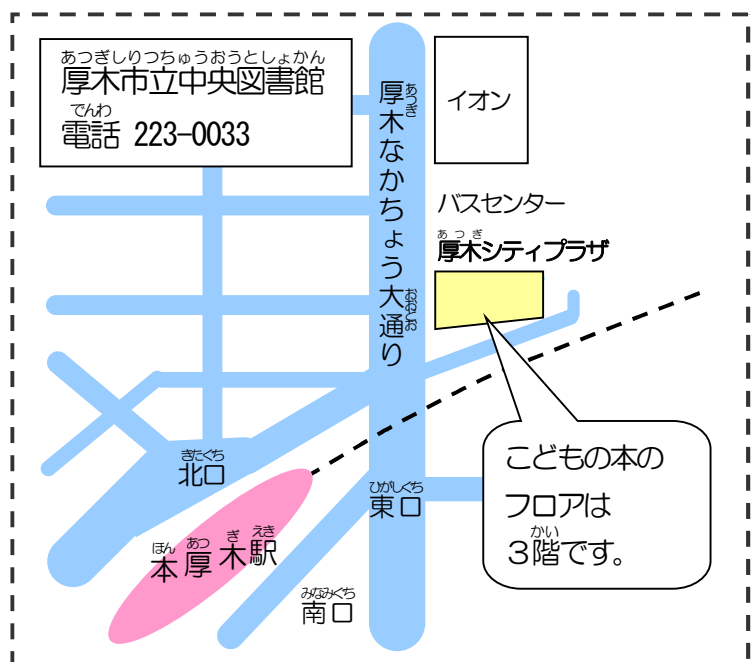 あつぎしりつちゅうおうとしょかん
厚木市立中央図書館
でんわ
電話 223-0033
あつぎ おおどお
厚木なかちょう大通り
イオン
バスセンター
あつぎ
厚木シティプラザ
こどもの本の
フロアは
かい
3階です。
きたぐち
北口
ひがしぐち
東口
ほん あつ ぎ えき
本厚木駅
みなみぐち
南口